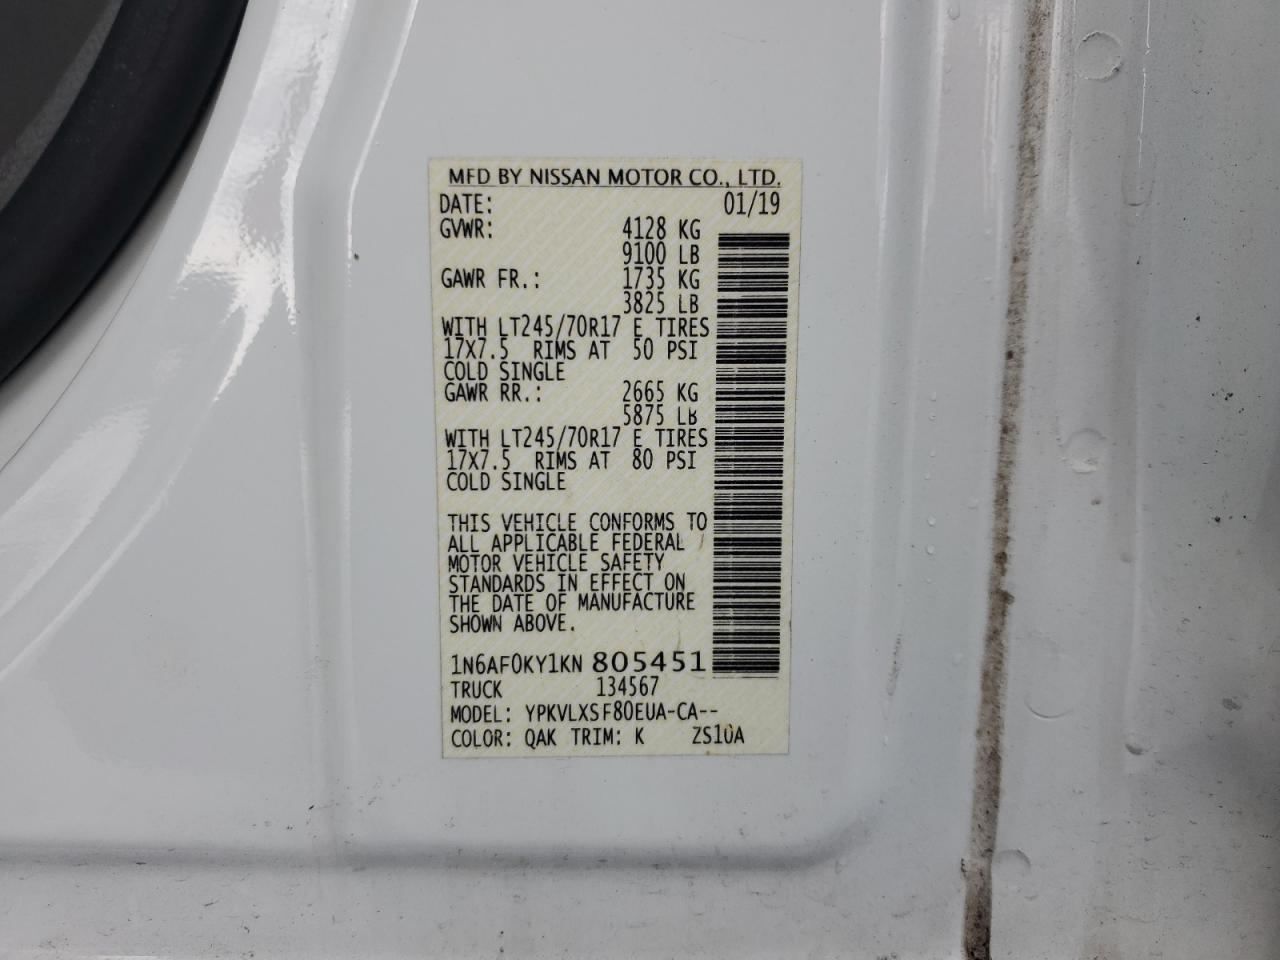 MFD BY NISSAN MOTOR CO., LTD.
DATE: 01/19
GVWR: 4128 KG
9100 LB
GAWR FR.: 1735 KG
3825 LB
WITH LT245/70R17 E TIRES
17X7.5 RIMS AT 50 PSI
COLD SINGLE
GAWR RR.: 2665 KG
5875 LB
WITH LT245/70R17 E TIRES
17X7.5 RIMS AT 80 PSI
COLD SINGLE
THIS VEHICLE CONFORMS TO
ALL APPLICABLE FEDERAL
MOTOR VEHICLE SAFETY
STANDARDS IN EFFECT ON
THE DATE OF MANUFACTURE
SHOWN ABOVE.
1N6AF0KY1KN 805451
TRUCK 134567
MODEL: YPKVLXSF80EUA-CA--
COLOR: QAK TRIM: K ZS10A